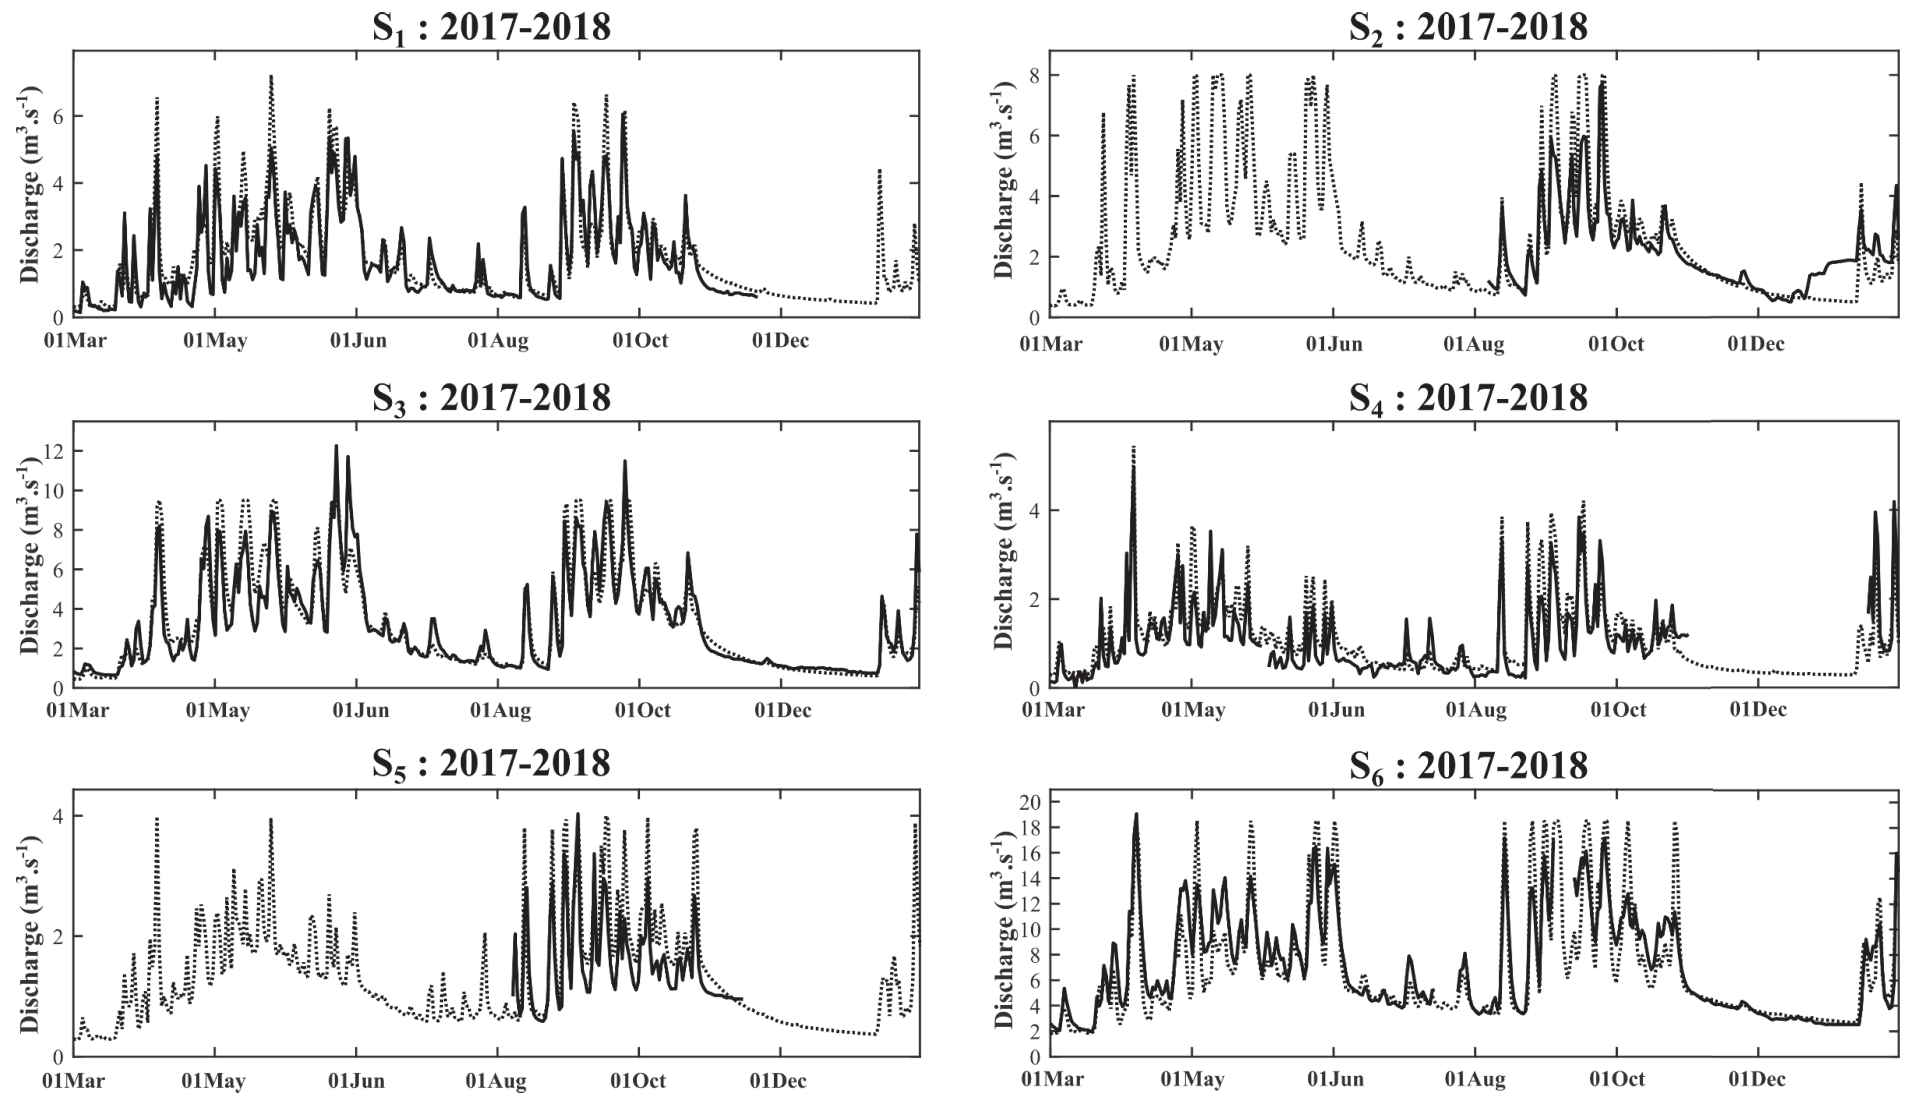 S1 : 2017-2018
Discharge (m3.s-1)
6
4
2
0
01Mar 01May 01Jun 01Aug 01Oct 01Dec
S2 : 2017-2018
Discharge (m3.s-1)
8
6
4
2
0
01Mar 01May 01Jun 01Aug 01Oct 01Dec
S3 : 2017-2018
Discharge (m3.s-1)
12
10
8
6
4
2
0
01Mar 01May 01Jun 01Aug 01Oct 01Dec
S4 : 2017-2018
Discharge (m3.s-1)
4
2
0
01Mar 01May 01Jun 01Aug 01Oct 01Dec
S5 : 2017-2018
Discharge (m3.s-1)
4
2
0
01Mar 01May 01Jun 01Aug 01Oct 01Dec
S6 : 2017-2018
Discharge (m3.s-1)
20
18
16
14
12
10
8
6
4
2
0
01Mar 01May 01Jun 01Aug 01Oct 01Dec